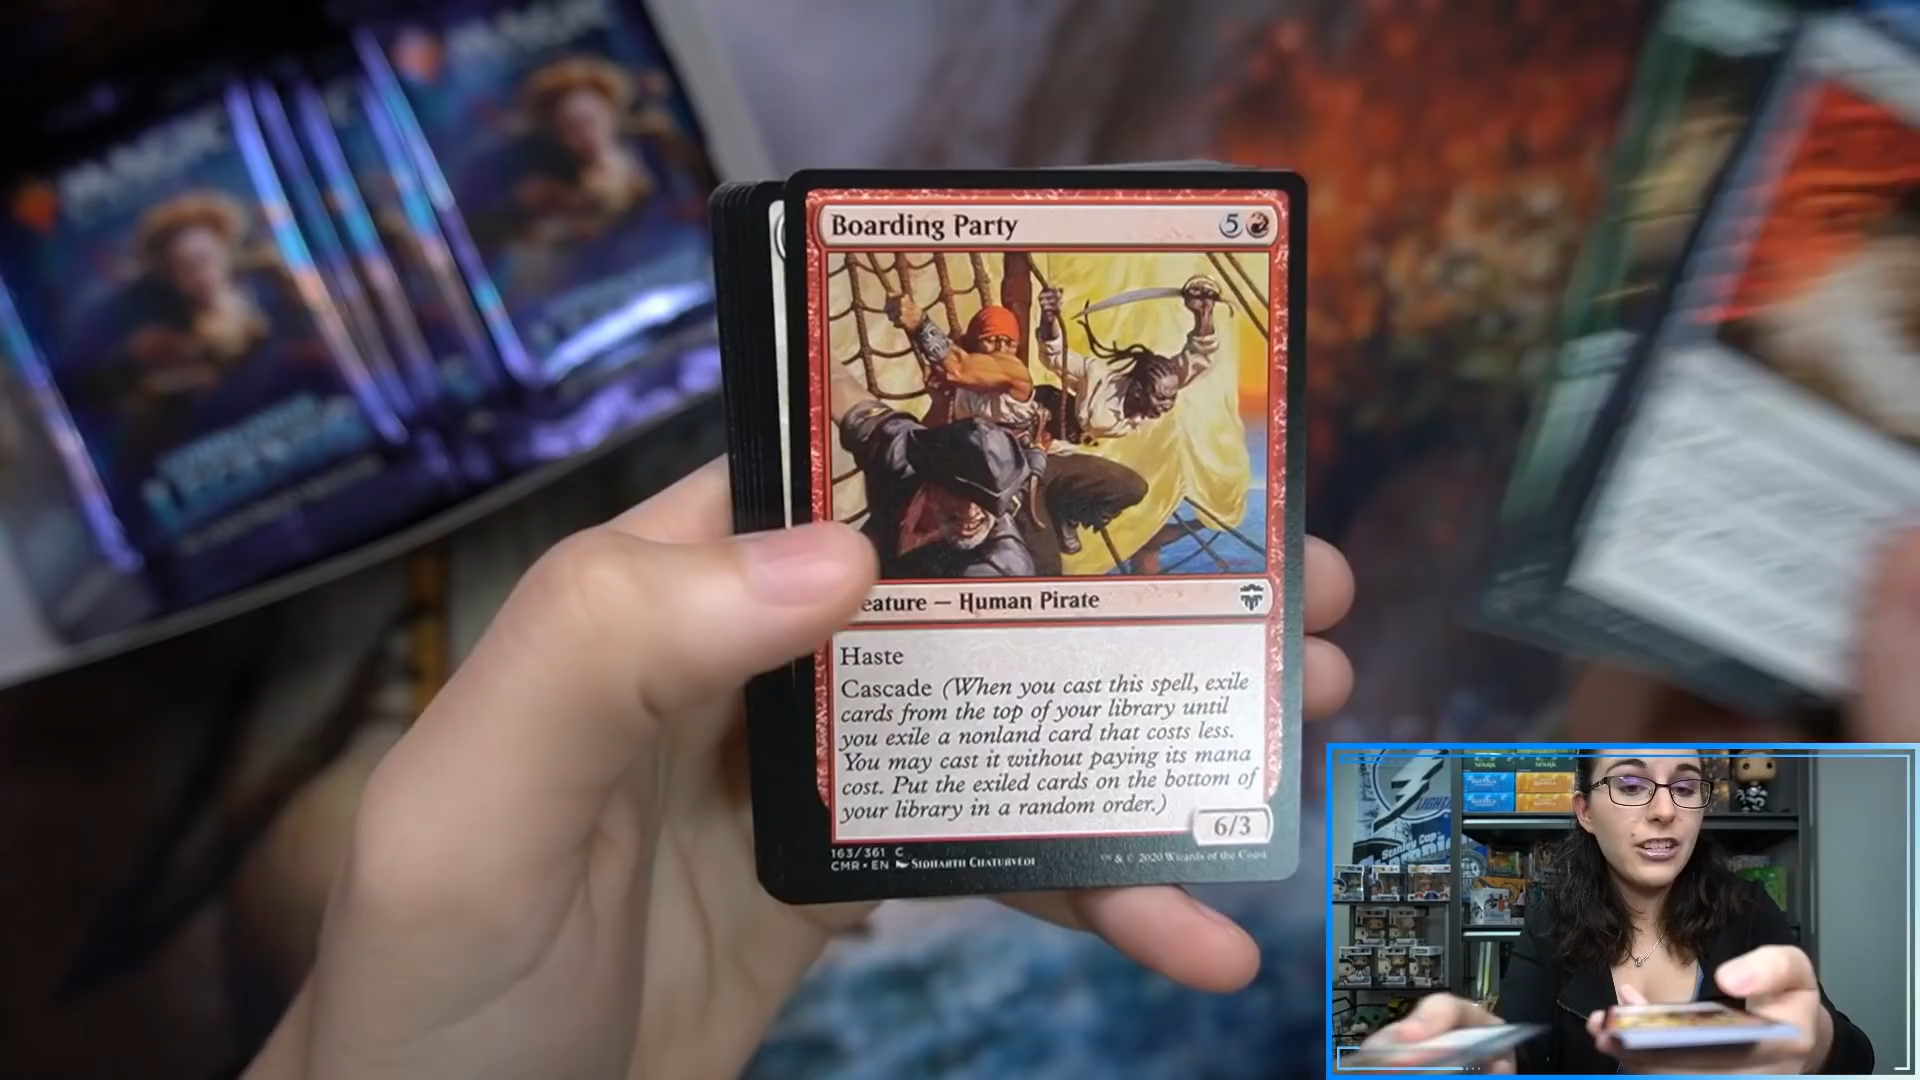 Boarding Party
5
eature — Human Pirate
Haste
Cascade (When you cast this spell, exile
cards from the top of your library until
you exile a nonland card that costs less.
You may cast it without paying its mana
cost. Put the exiled cards on the bottom of
your library in a random order.)
6/3
163/361 C
CMR • EN SIDHARTH CHATURVEDI
™ & © 2020 Wizards of the Coast
LIGHT
Stanley Cup